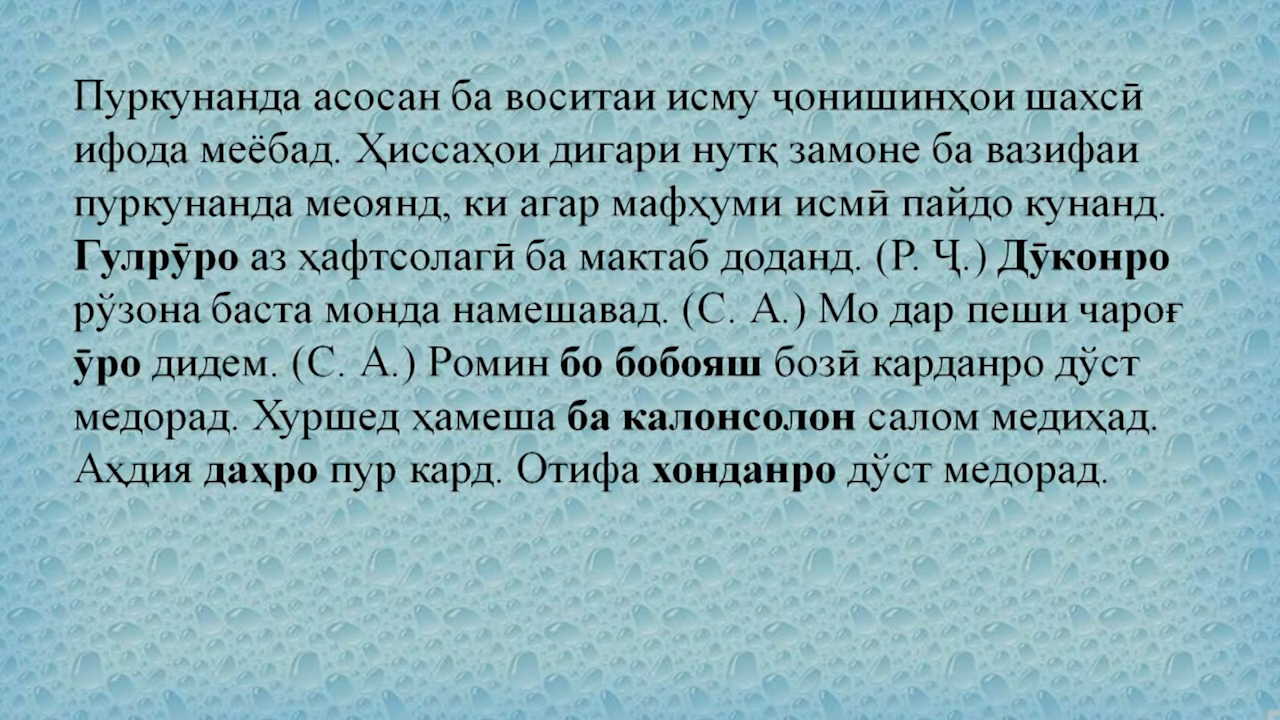 Пуркунанда асосан ба воситаи исму ҷонишинҳои шахсӣ
ифода меёбад. Ҳиссаҳои дигари нутқ замоне ба вазифаи
пуркунанда меоянд, ки агар мафҳуми исмӣ пайдо кунанд.
Гулрӯро аз ҳафтсолагӣ ба мактаб доданд. (Р. Ҷ.) Дӯконро
рӯзона баста монда намешавад. (С. А.) Мо дар пеши чароғ
ӯро дидем. (С. А.) Ромин бо бобояш бозӣ карданро дӯст
медорад. Хуршед ҳамеша ба калонсолон салом медиҳад.
Аҳдия даҳро пур кард. Отифа хонданро дӯст медорад.